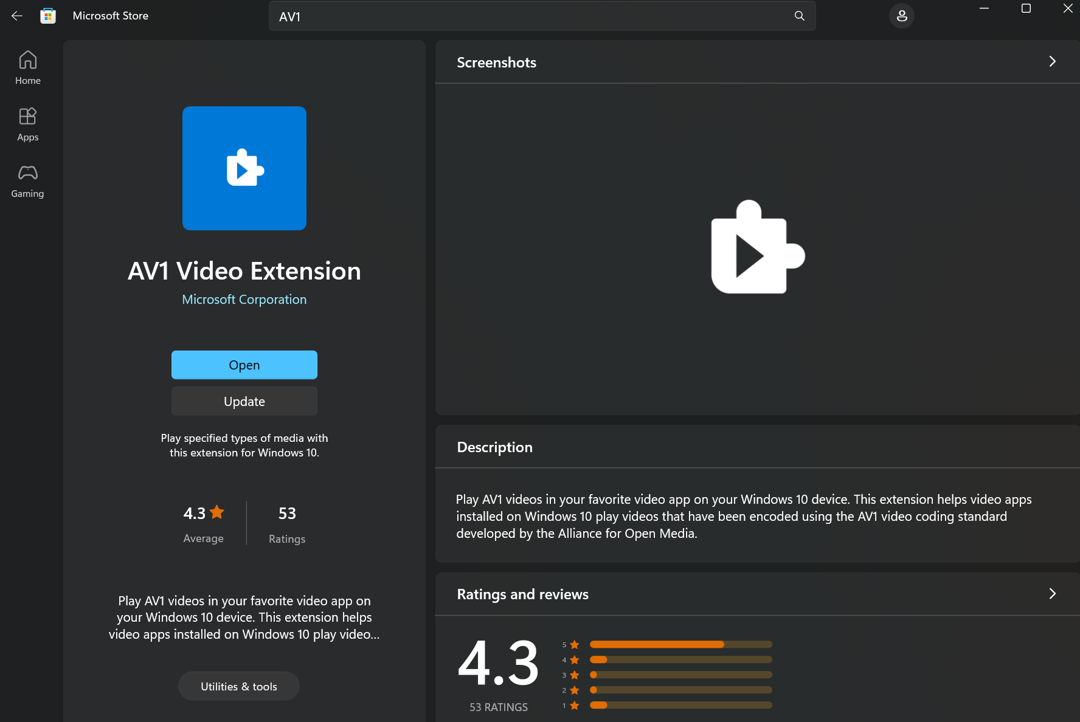 Microsoft Store
AV1
Home
Apps
Gaming
AV1 Video Extension
Microsoft Corporation
Open
Update
Play specified types of media with
this extension for Windows 10.
4.3
53
Average
Ratings
Play AV1 videos in your favorite video app on
your Windows 10 device. This extension helps
video apps installed on Windows 10 play video...
Utilities & tools
Screenshots
Description
Play AV1 videos in your favorite video app on your Windows 10 device. This extension helps video apps
installed on Windows 10 play videos that have been encoded using the AV1 video coding standard
developed by the Alliance for Open Media.
Ratings and reviews
4.3
53 RATINGS
5
4
3
2
1